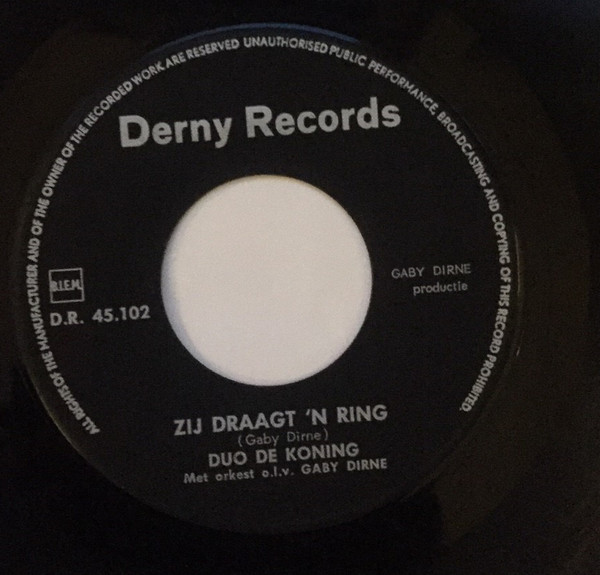 ALL RIGHTS OF THE MANUFACTURER AND OF THE OWNER OF THE RECORDED WORK ARE RESERVED UNAUTHORISED PUBLIC PERFORMANCE, BROADCASTING AND COPYING OF THIS RECORD PROHIBITED.
Derny Records
GABY DIRNE
productie
B.I.E.M.
D.R. 45.102
ZIJ DRAAGT 'N RING
(Gaby Dirne)
DUO DE KONING
Met orkest o.l.v. GABY DIRNE